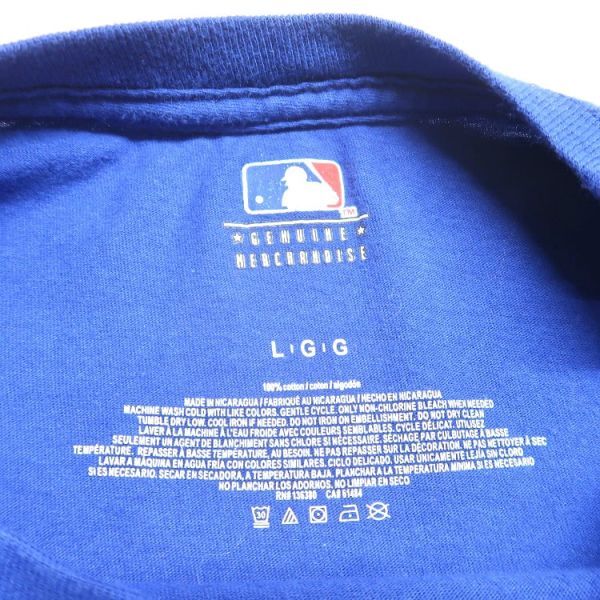 TM
GENUINE
MERCHANDISE
L G G
100% cotton / coton / algodón
MADE IN NICARAGUA / FABRIQUÉ AU NICARAGUA / HECHO EN NICARAGUA
MACHINE WASH COLD WITH LIKE COLORS. GENTLE CYCLE. ONLY NON-CHLORINE BLEACH WHEN NEEDED
TUMBLE DRY LOW. COOL IRON IF NEEDED. DO NOT IRON ON EMBELLISHMENT. DO NOT DRY CLEAN
LAVER À LA MACHINE À L'EAU FROIDE AVEC COULEURS SEMBLABLES. CYCLE DÉLICAT. UTILISEZ
SEULEMENT UN AGENT DE BLANCHIMENT SANS CHLORE SI NÉCESSAIRE. SÉCHAGE PAR CULBUTAGE À BASSE
TEMPÉRATURE. REPASSER À BASSE TEMPÉRATURE, AU BESOIN. NE PAS REPASSER SUR LA DÉCORATION. NE PAS NETTOYER À SEC
LAVAR A MÁQUINA EN AGUA FRÍA CON COLORES SIMILARES. CICLO DELICADO. USAR ÚNICAMENTE LEJÍA SIN CLORO
SI ES NECESARIO. SECAR EN SECADORA, A TEMPERATURA BAJA. PLANCHAR A LA TEMPERATURA MÍNIMA SI ES NECESARIO.
NO PLANCHAR LOS ADORNOS. NO LIMPIAR EN SECO
RN# 136380 CA# 51484
30